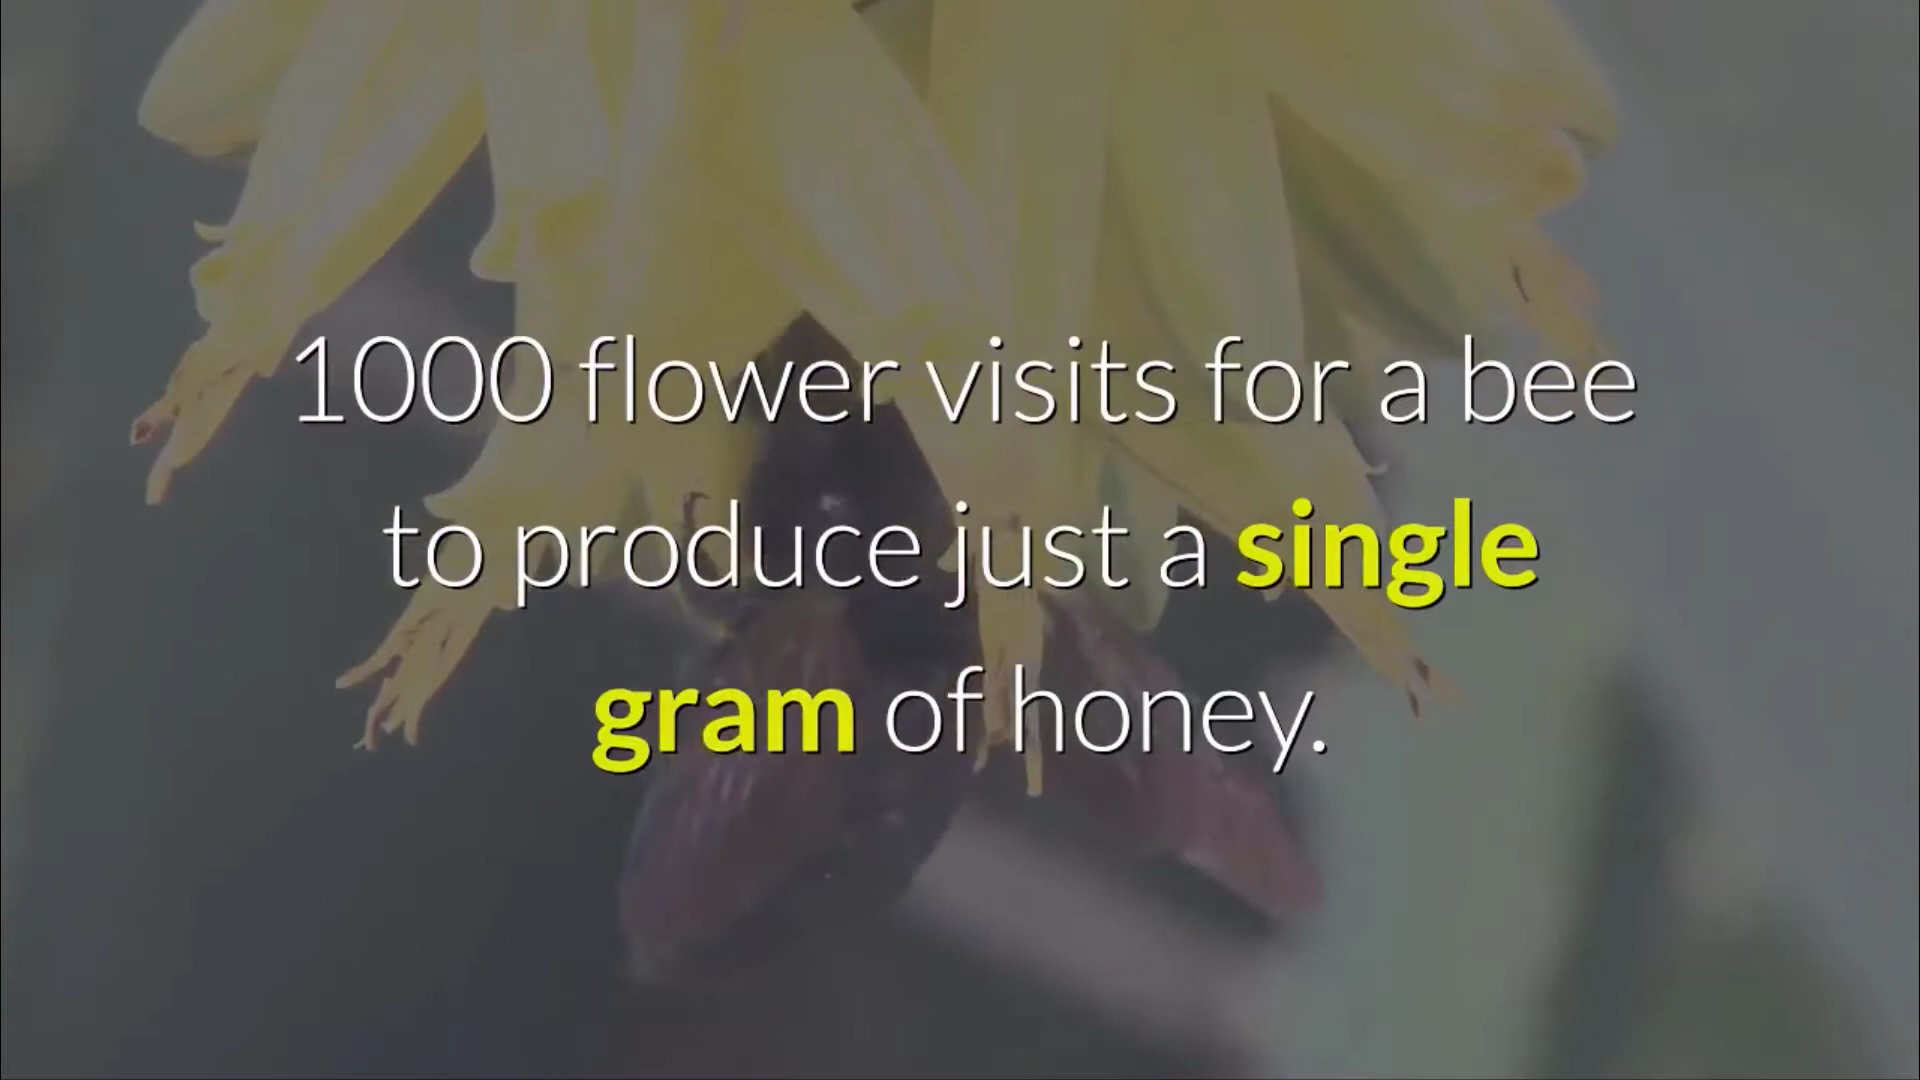 1000 flower visits for a bee
to produce just a single
gram of honey.